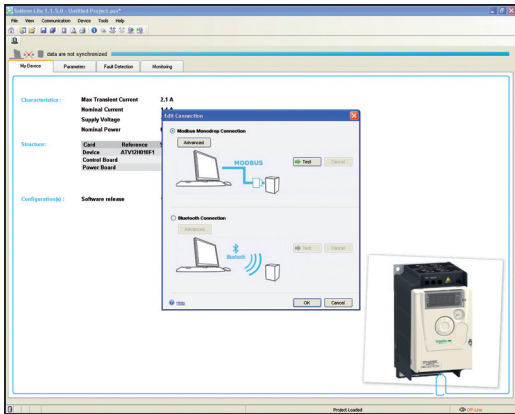 SoMove Lite 1.1.5.0 - Untitled Project.psx*
File View Communication Device Tools Help
data are not synchronized
My Device Parameters Fault Detection Monitoring
Characteristics : Max Transient Current 2.1 A
Nominal Current
Supply Voltage
Nominal Power
Structure: Card Reference
Device ATV12H018F1
Control Board
Power Board
Configuration(s) : Software release
Edit Connection
Modbus Monodrop Connection
Advanced
MODBUS
Test Cancel
Bluetooth Connection
Advanced
Bluetooth
Test Cancel
Help OK Cancel
Project Loaded Off Line